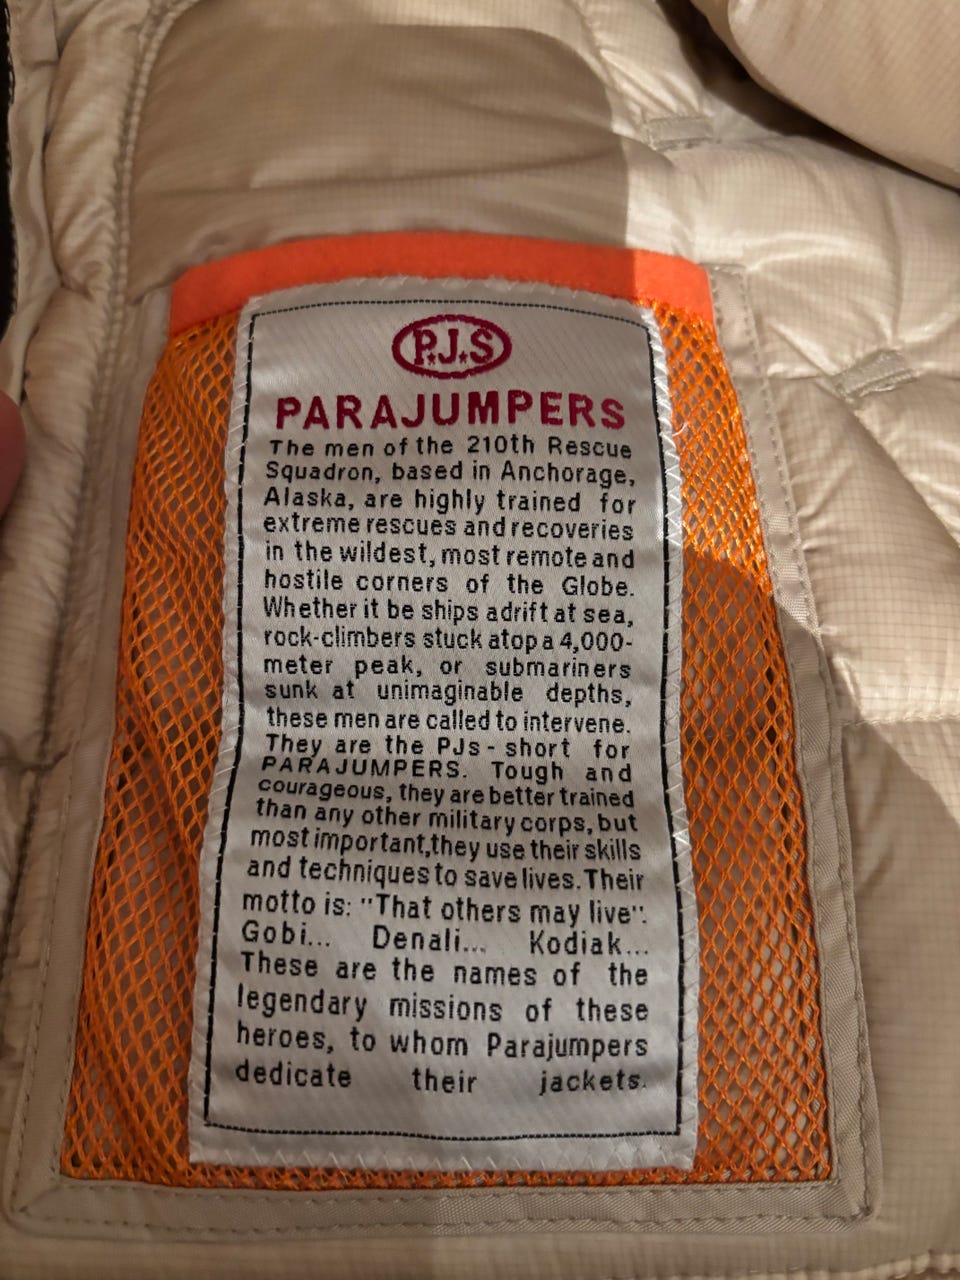 P.J.S
PARAJUMPERS
The men of the 210th Rescue
Squadron, based in Anchorage,
Alaska, are highly trained for
extreme rescues and recoveries
in the wildest, most remote and
hostile corners of the Globe.
Whether it be ships adrift at sea,
rock-climbers stuck atop a 4,000-
meter peak, or submariners
sunk at unimaginable depths,
these men are called to intervene.
They are the PJs - short for
PARAJUMPERS. Tough and
courageous, they are better trained
than any other military corps, but
most important,they use their skills
and techniques to save lives. Their
motto is: "That others may live".
Gobi... Denali... Kodiak...
These are the names of the
legendary missions of these
heroes, to whom Parajumpers
dedicate their jackets.